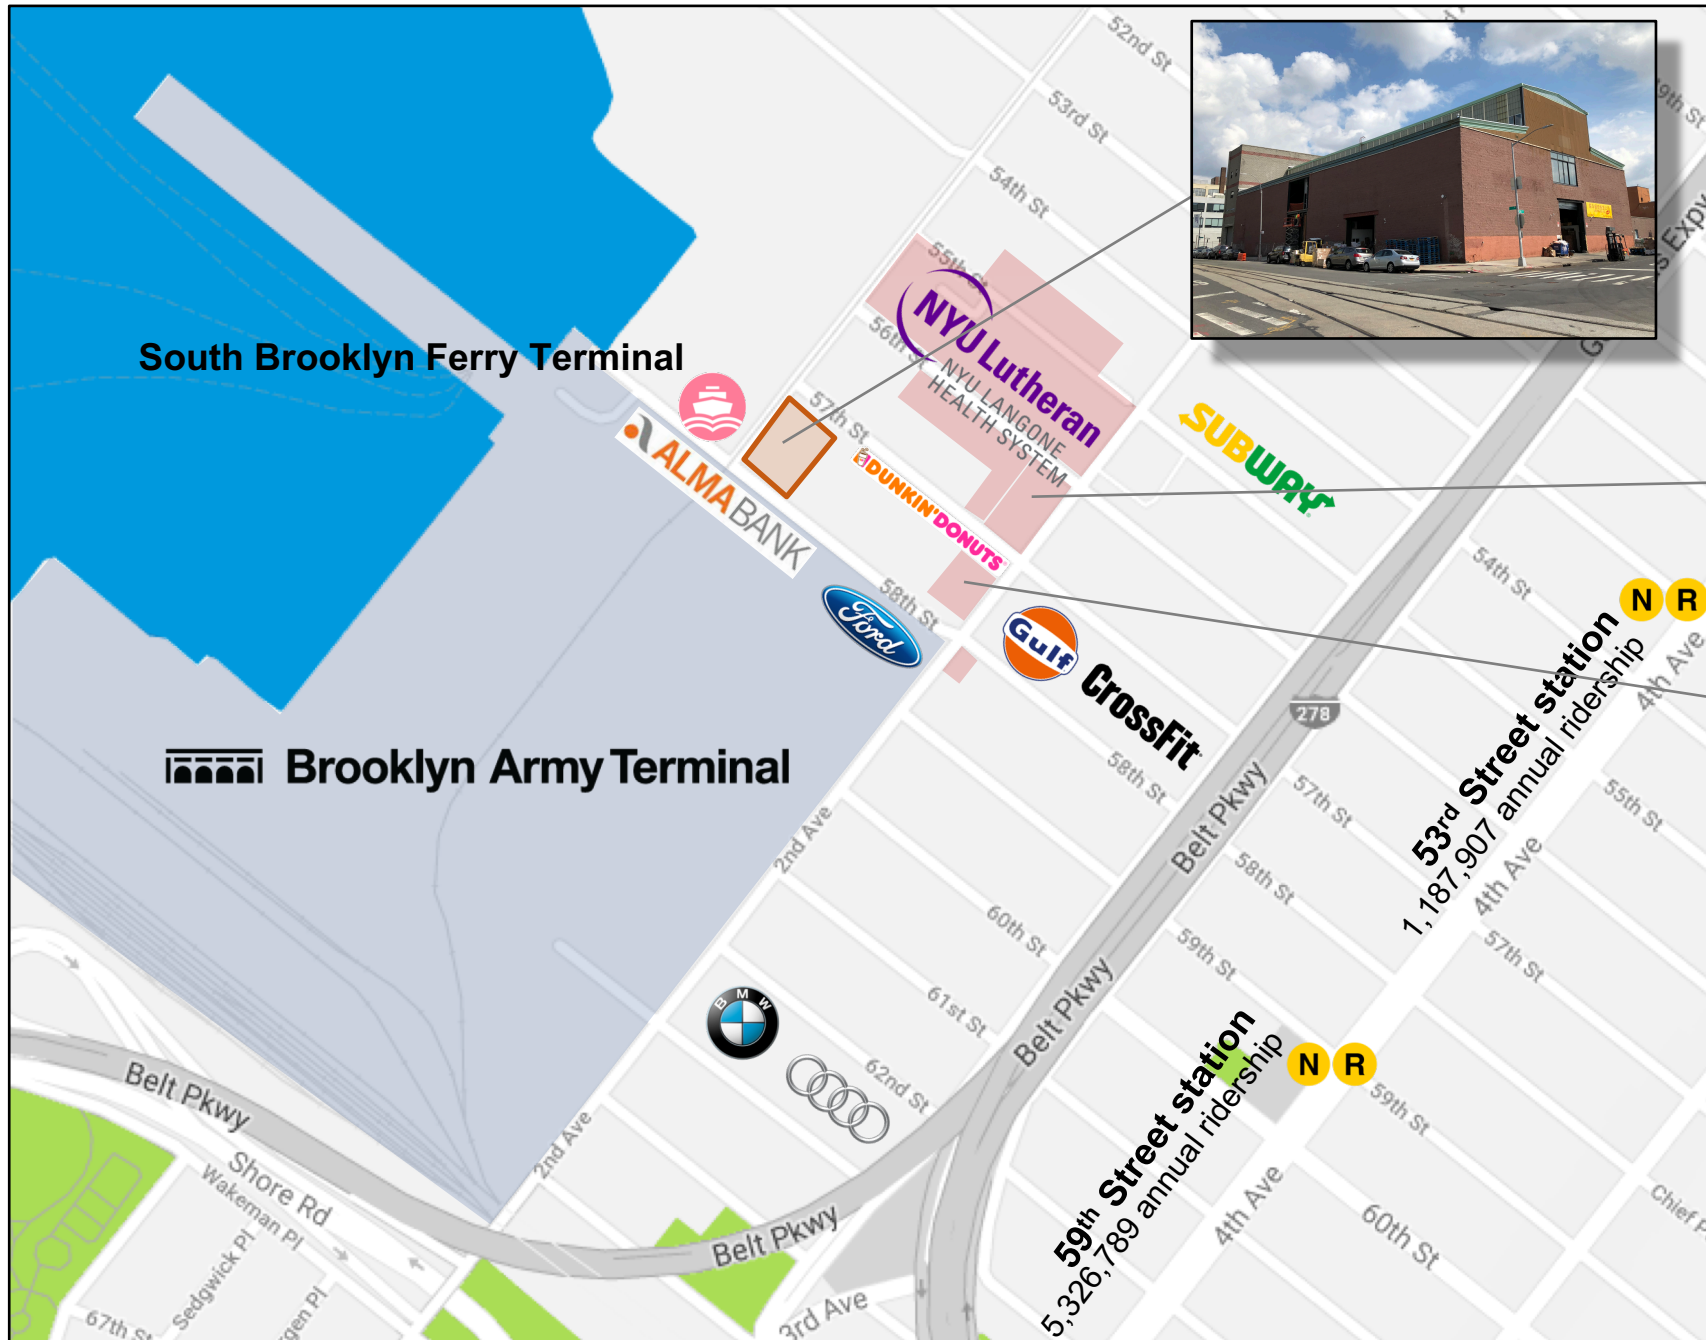 52nd St
53rd St
54th St
55th St
56th St
NYU Lutheran
NYU LANGONE
HEALTH SYSTEM
South Brooklyn Ferry Terminal
57th St
ALMA BANK
DUNKIN' DONUTS
SUBWAY
58th St
Ford
Gulf
CrossFit
54th St
N R
53rd Street station
1,187,907 annual ridership
4th Ave
278
Brooklyn Army Terminal
58th St
57th St
55th St
Belt Pkwy
2nd Ave
58th St
4th Ave
60th St
59th St
57th St
61st St
Belt Pkwy
BMW
62nd St
59th Street station
5,326,789 annual ridership
N R
59th St
Belt Pkwy
2nd Ave
Shore Rd
Wakeman Pl
Sedgwick Pl
Belt Pkwy
4th Ave
60th St
3rd Ave
67th St